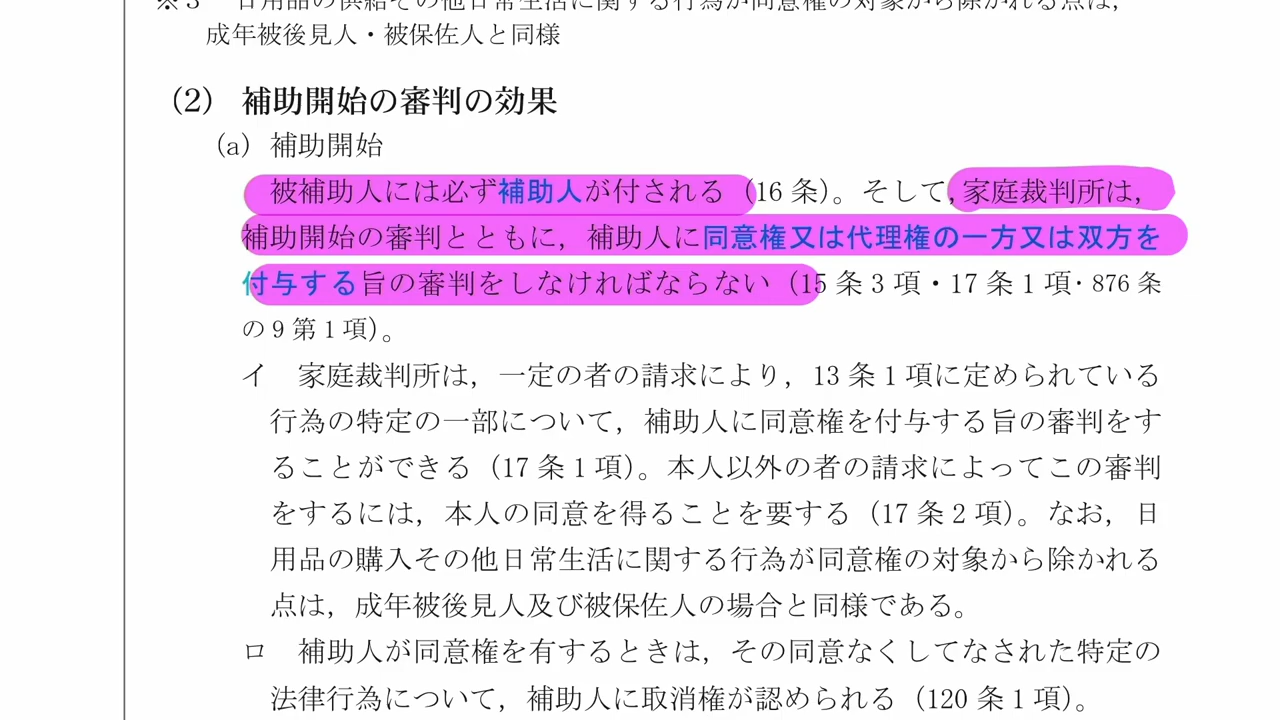 ※3 日用品の供給その他日常生活に関する行為が同意権の対象から除かれる点は，
成年被後見人・被保佐人と同様
(2) 補助開始の審判の効果
(a) 補助開始
被補助人には必ず補助人が付される（16条）。そして，家庭裁判所は，
補助開始の審判とともに，補助人に同意権又は代理権の一方又は双方を
付与する旨の審判をしなければならない（15条3項・17条1項・876条
の9第1項）。
イ 家庭裁判所は，一定の者の請求により，13条1項に定められている
行為の特定の一部について，補助人に同意権を付与する旨の審判をす
ることができる（17条1項）。本人以外の者の請求によってこの審判
をするには，本人の同意を得ることを要する（17条2項）。なお，日
用品の購入その他日常生活に関する行為が同意権の対象から除かれる
点は，成年被後見人及び被保佐人の場合と同様である。
ロ 補助人が同意権を有するときは，その同意なくしてなされた特定の
法律行為について，補助人に取消権が認められる（120条1項）。